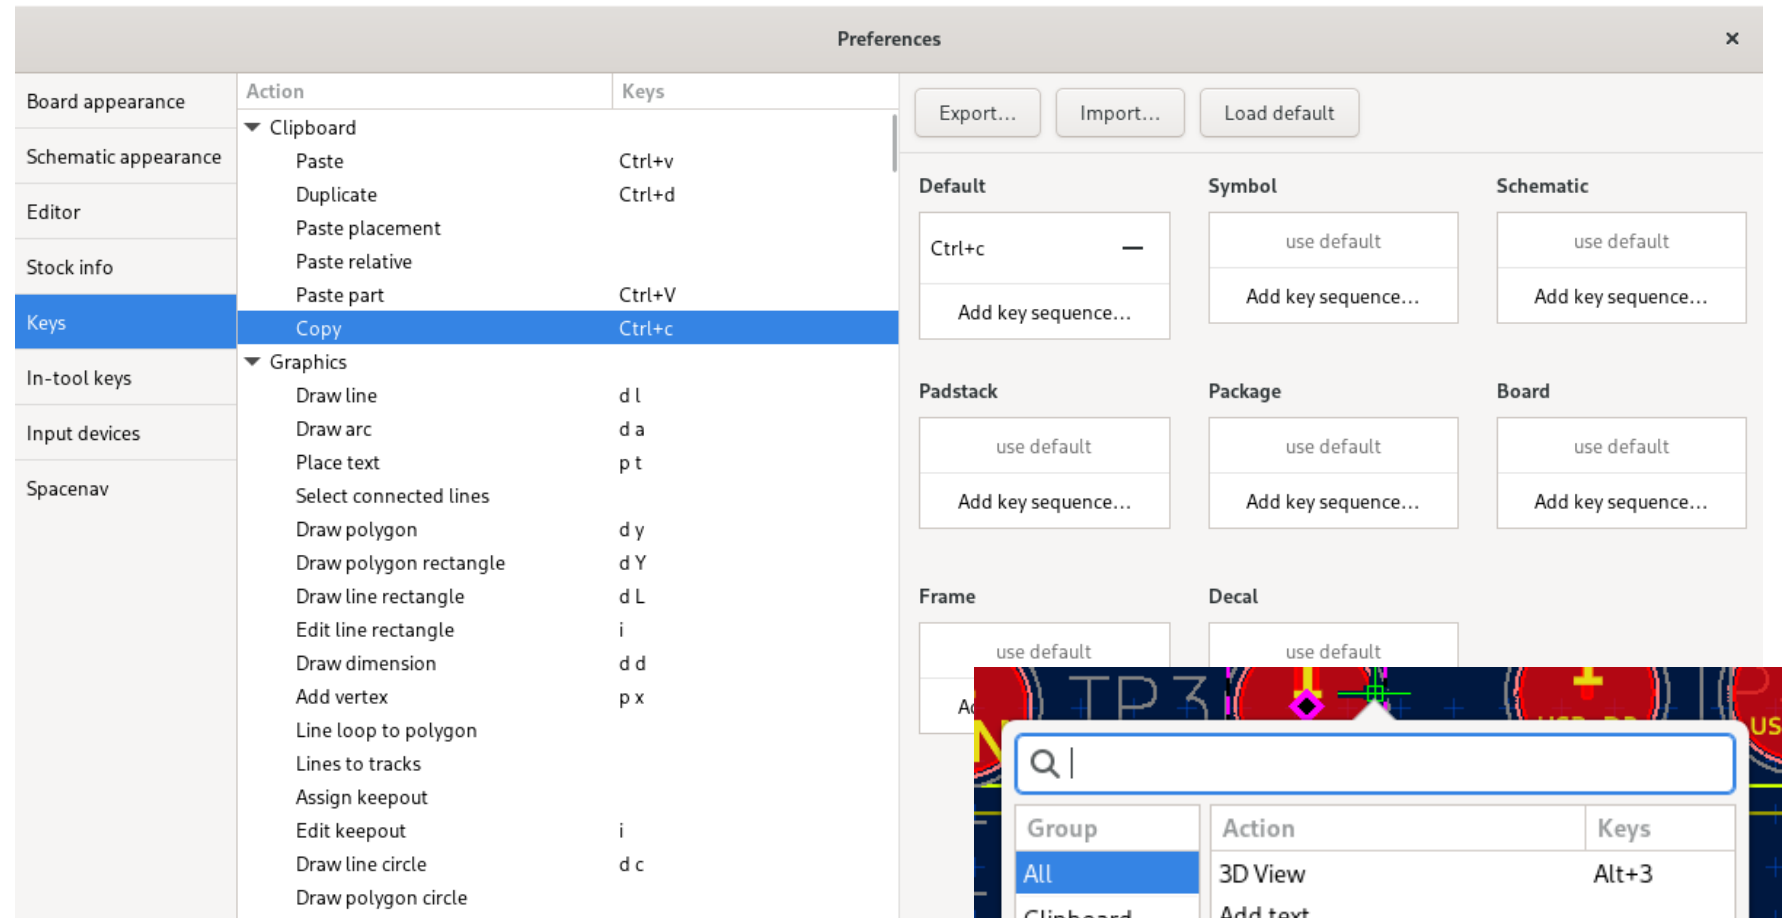 Preferences
Board appearance
Schematic appearance
Editor
Stock info
Keys
In-tool keys
Input devices
Spacenav
Action Keys
Clipboard
Paste Ctrl+v
Duplicate Ctrl+d
Paste placement
Paste relative
Paste part Ctrl+V
Copy Ctrl+c
Graphics
Draw line d l
Draw arc d a
Place text p t
Select connected lines
Draw polygon d y
Draw polygon rectangle d Y
Draw line rectangle d L
Edit line rectangle i
Draw dimension d d
Add vertex p x
Line loop to polygon
Lines to tracks
Assign keepout
Edit keepout i
Draw line circle d c
Draw polygon circle
Export... Import... Load default
Default Symbol Schematic
Ctrl+c
use default
Add key sequence...
use default
Add key sequence...
Add key sequence...
Padstack Package Board
use default use default use default
Add key sequence... Add key sequence... Add key sequence...
Frame Decal
use default use default
TP3
Group Action Keys
All 3D View Alt+3
Clipboard Add text